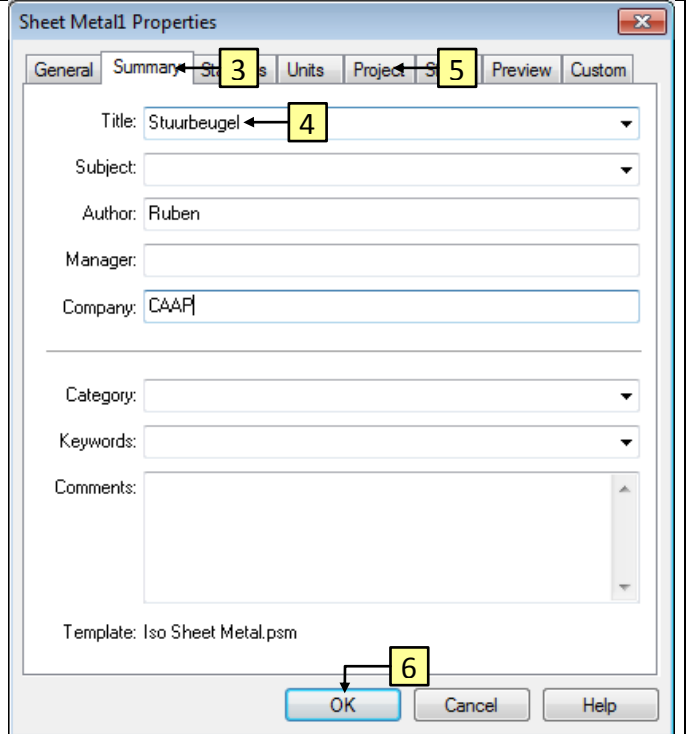 Sheet Metal1 Properties
General Summary 3 Units Project 5 Preview Custom
Title: Stuurbeugel 4
Subject:
Author: Ruben
Manager:
Company: CAAP
Category:
Keywords:
Comments:
Template: Iso Sheet Metal.psm
6
OK Cancel Help